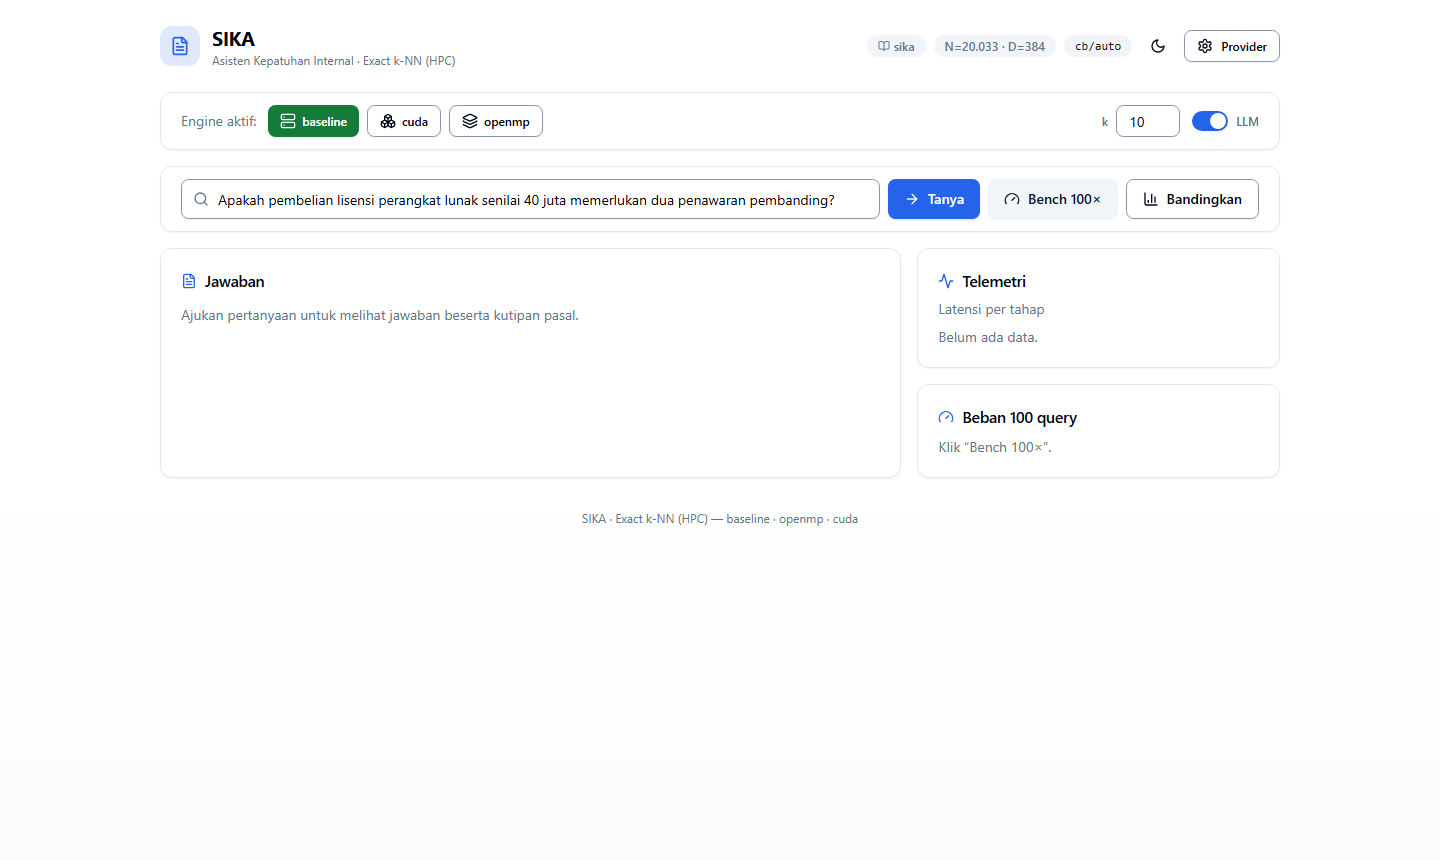 SIKA
Asisten Kepatuhan Internal · Exact k-NN (HPC)
sika
N=20.033 · D=384
cb/auto
Provider
Engine aktif:
baseline
cuda
openmp
k
10
LLM
Apakah pembelian lisensi perangkat lunak senilai 40 juta memerlukan dua penawaran pembanding?
Tanya
Bench 100×
Bandingkan
Jawaban
Ajukan pertanyaan untuk melihat jawaban beserta kutipan pasal.
Telemetri
Latensi per tahap
Belum ada data.
Beban 100 query
Klik “Bench 100×”.
SIKA · Exact k-NN (HPC) — baseline · openmp · cuda